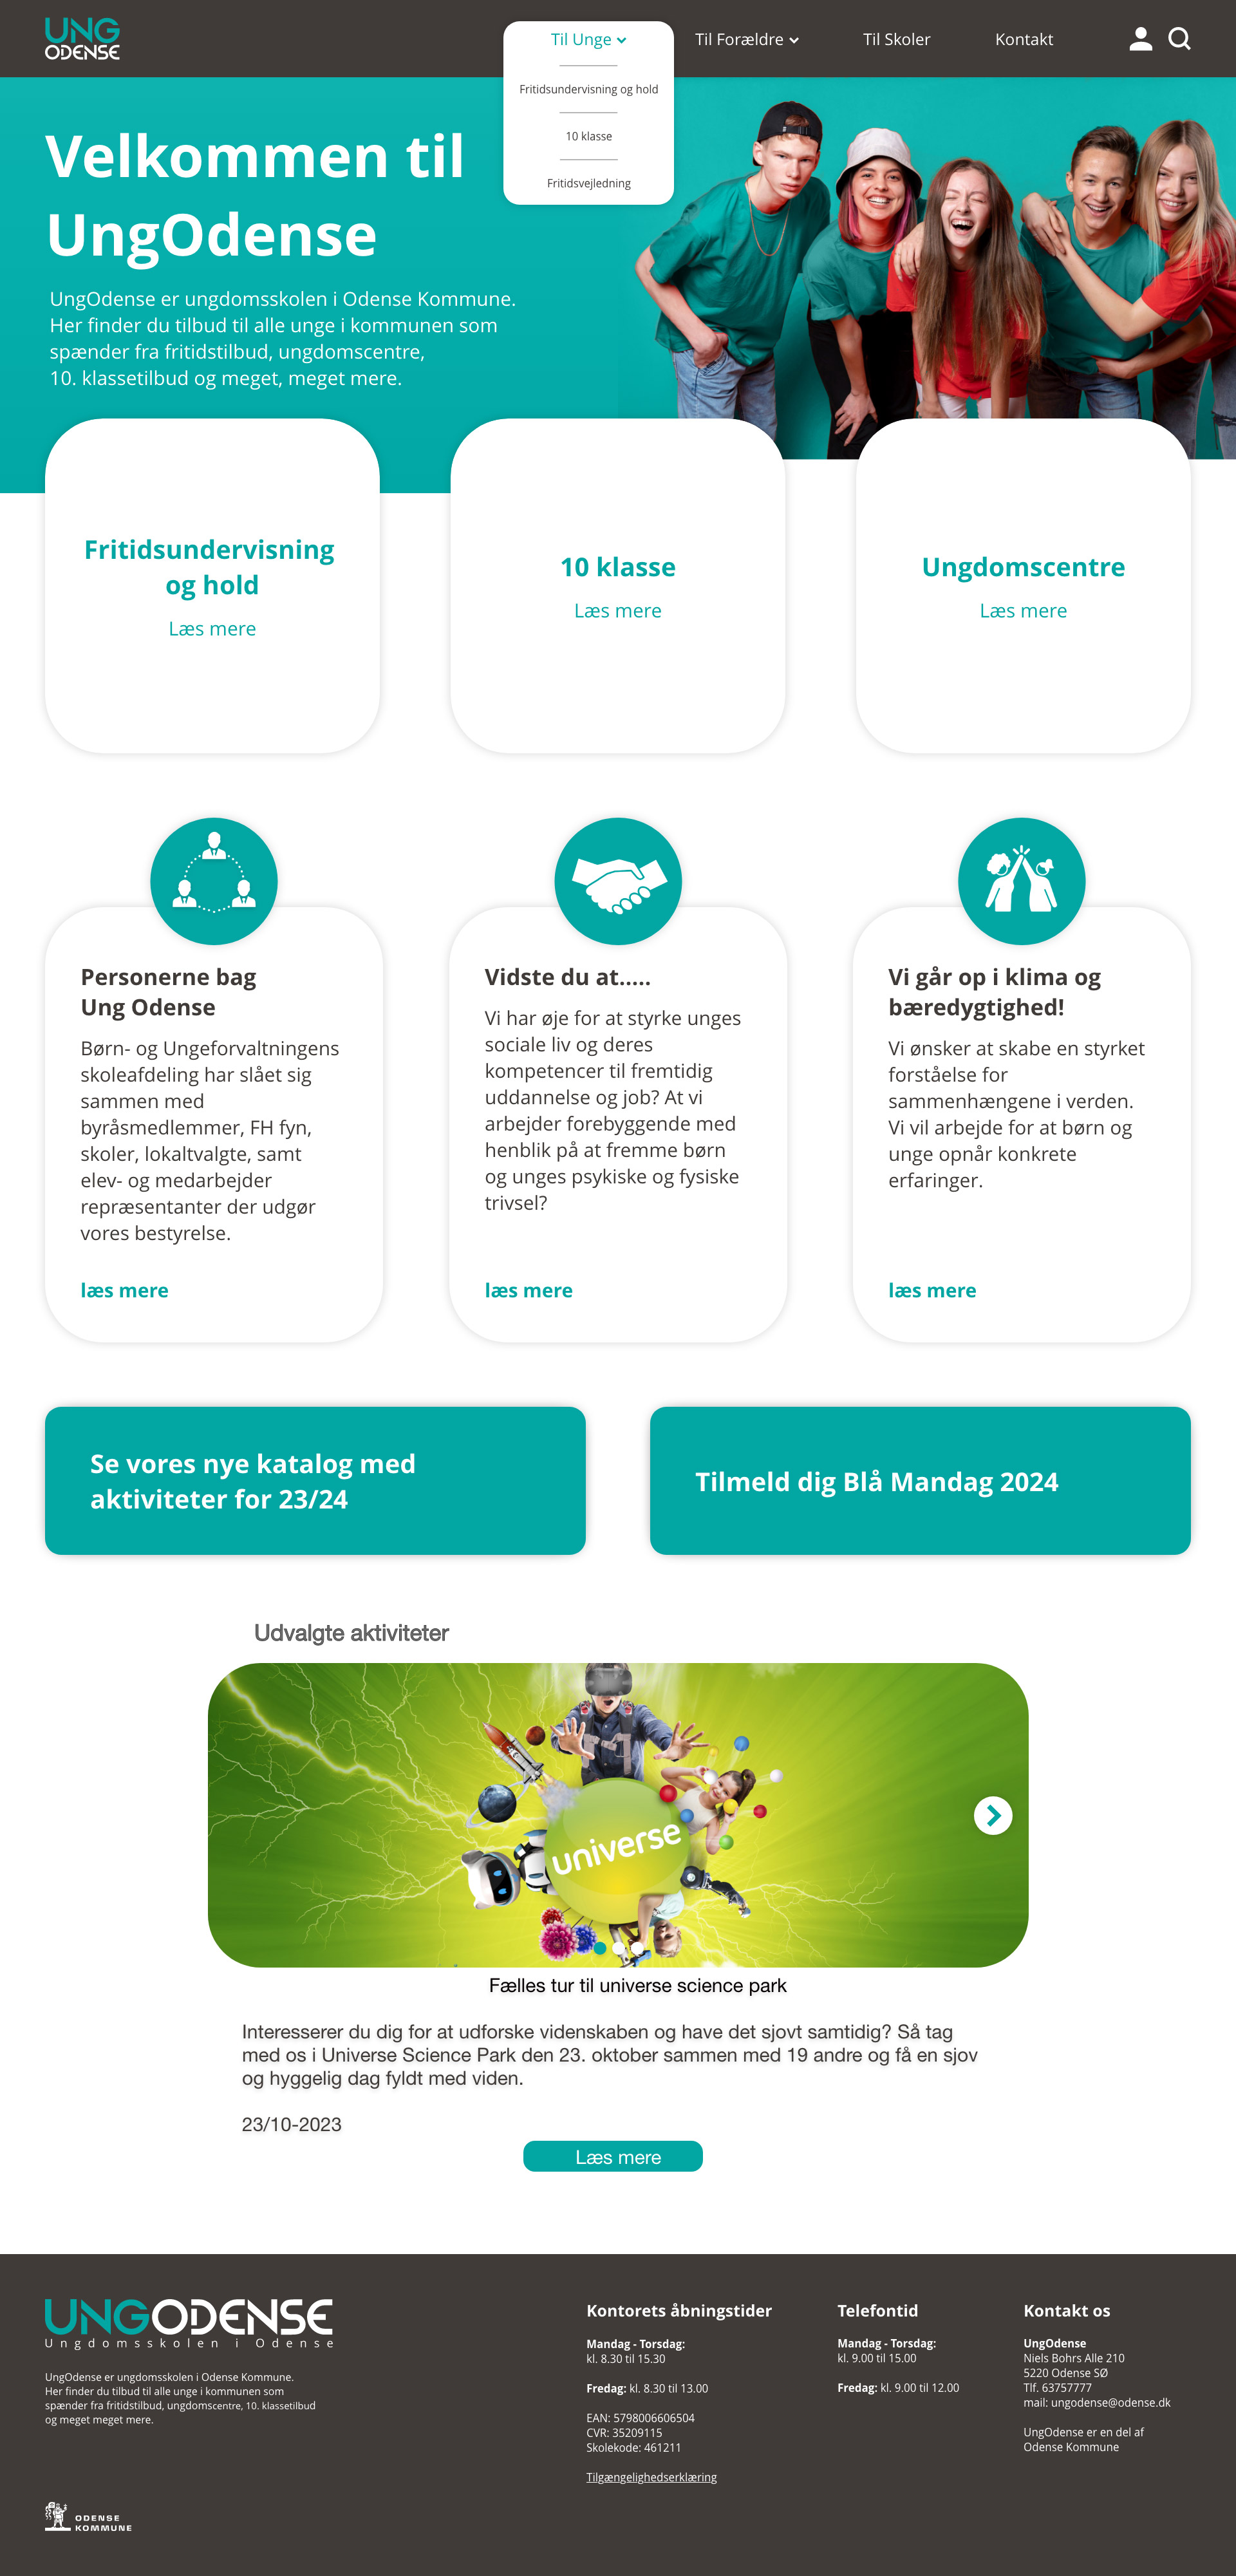 UNG
ODENSE
Til Unge
Til Forældre
Til Skoler
Kontakt
Fritidsundervisning og hold
10 klasse
Fritidsvejledning
Velkommen til
UngOdense
UngOdense er ungdomsskolen i Odense Kommune.
Her finder du tilbud til alle unge i kommunen som
spænder fra fritidstilbud, ungdomscentre,
10. klassetilbud og meget, meget mere.
Fritidsundervisning
og hold
Læs mere
10 klasse
Læs mere
Ungdomscentre
Læs mere
Personerne bag
Ung Odense
Børn- og Ungeforvaltningens
skoleafdeling har slået sig
sammen med
byråsmedlemmer, FH fyn,
skoler, lokaltvalgte, samt
elev- og medarbejder
repræsentanter der udgør
vores bestyrelse.
læs mere
Vidste du at.....
Vi har øje for at styrke unges
sociale liv og deres
kompetencer til fremtidig
uddannelse og job? At vi
arbejder forebyggende med
henblik på at fremme børn
og unges psykiske og fysiske
trivsel?
læs mere
Vi går op i klima og
bæredygtighed!
Vi ønsker at skabe en styrket
forståelse for
sammenhængene i verden.
Vi vil arbejde for at børn og
unge opnår konkrete
erfaringer.
læs mere
Se vores nye katalog med
aktiviteter for 23/24
Tilmeld dig Blå Mandag 2024
Udvalgte aktiviteter
universe
Fælles tur til universe science park
Interesserer du dig for at udforske videnskaben og have det sjovt samtidig? Så tag
med os i Universe Science Park den 23. oktober sammen med 19 andre og få en sjov
og hyggelig dag fyldt med viden.
23/10-2023
Læs mere
UNGODENSE
Ungdomsskolen i Odense
UngOdense er ungdomsskolen i Odense Kommune.
Her finder du tilbud til alle unge i kommunen som
spænder fra fritidstilbud, ungdomscentre, 10. klassetilbud
og meget meget mere.
ODENSE
KOMMUNE
Kontorets åbningstider
Mandag - Torsdag:
kl. 8.30 til 15.30
Fredag: kl. 8.30 til 13.00
EAN: 5798006606504
CVR: 35209115
Skolekode: 461211
Tilgængelighedserklæring
Telefontid
Mandag - Torsdag:
kl. 9.00 til 15.00
Fredag: kl. 9.00 til 12.00
Kontakt os
UngOdense
Niels Bohrs Alle 210
5220 Odense SØ
Tlf. 63757777
mail: ungodense@odense.dk
UngOdense er en del af
Odense Kommune